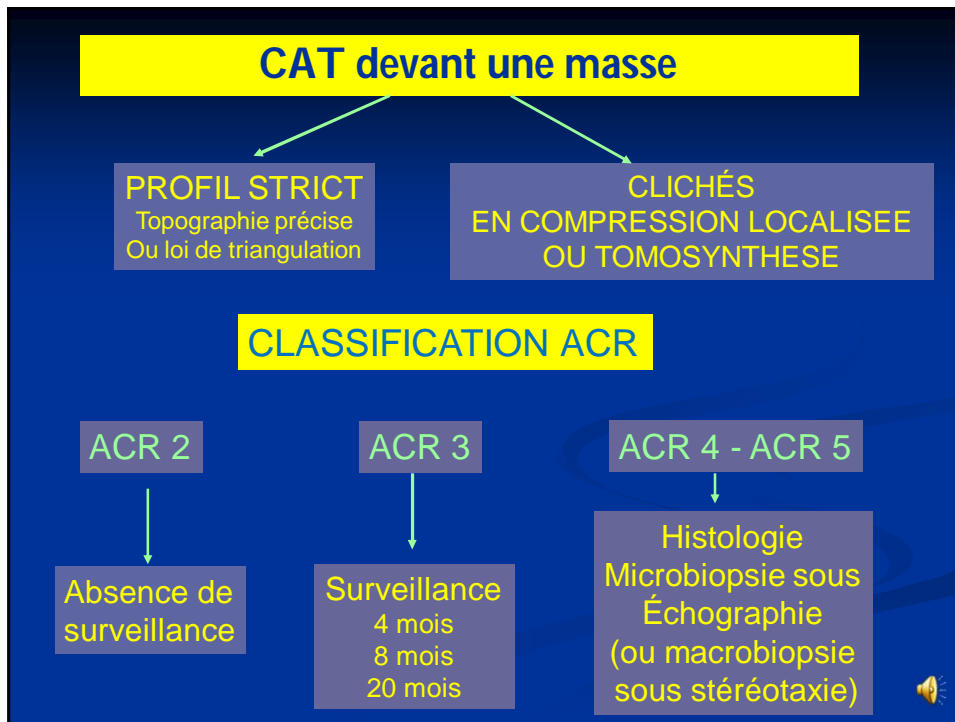 CAT devant une masse
PROFIL STRICT
Topographie précise
Ou loi de triangulation
CLICHÉS
EN COMPRESSION LOCALISEE
OU TOMOSYNTHESE
CLASSIFICATION ACR
ACR 2
ACR 3
ACR 4 - ACR 5
Absence de
surveillance
Surveillance
4 mois
8 mois
20 mois
Histologie
Microbiopsie sous
Échographie
(ou macrobiopsie
sous stéréotaxie)